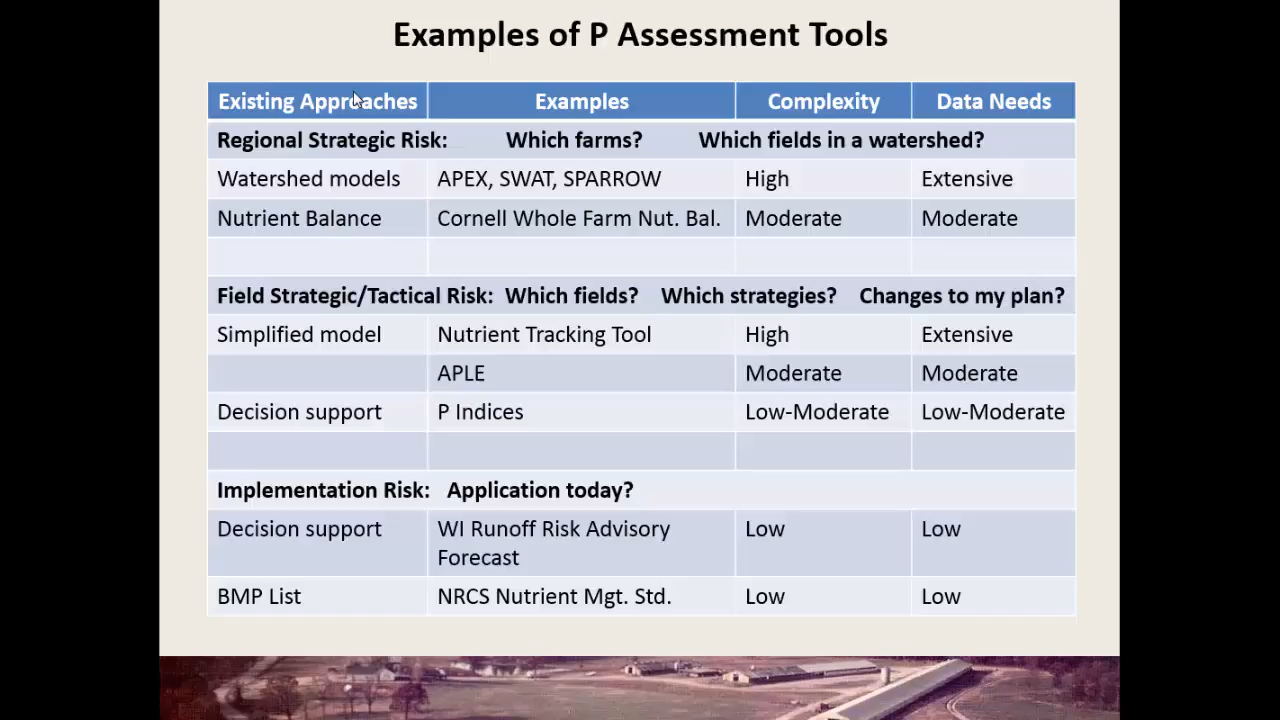 Examples of P Assessment Tools
Existing Approaches Examples Complexity Data Needs
Regional Strategic Risk: Which farms? Which fields in a watershed?
Watershed models APEX, SWAT, SPARROW High Extensive
Nutrient Balance Cornell Whole Farm Nut. Bal. Moderate Moderate
Field Strategic/Tactical Risk: Which fields? Which strategies? Changes to my plan?
Simplified model Nutrient Tracking Tool High Extensive
APLE Moderate Moderate
Decision support P Indices Low-Moderate Low-Moderate
Implementation Risk: Application today?
Decision support WI Runoff Risk Advisory Low Low
Forecast
BMP List NRCS Nutrient Mgt. Std. Low Low